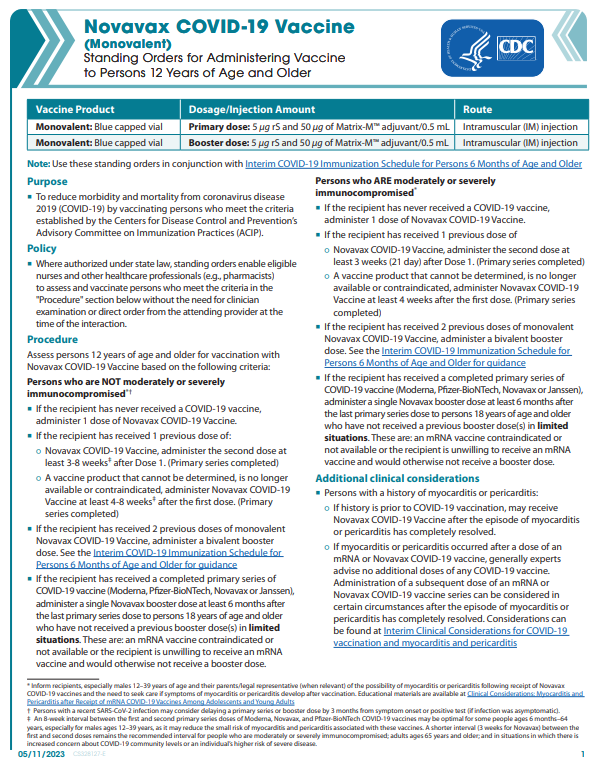 Novavax COVID-19 Vaccine
(Monovalent)
Standing Orders for Administering Vaccine
to Persons 12 Years of Age and Older
CDC
Vaccine Product Dosage/Injection Amount Route
Monovalent: Blue capped vial Primary dose: 5 µg rS and 50 µg of Matrix-M™ adjuvant/0.5 mL Intramuscular (IM) injection
Monovalent: Blue capped vial Booster dose: 5 µg rS and 50 µg of Matrix-M™ adjuvant/0.5 mL Intramuscular (IM) injection
Note: Use these standing orders in conjunction with Interim COVID-19 Immunization Schedule for Persons 6 Months of Age and Older
Purpose
▪ To reduce morbidity and mortality from coronavirus disease
2019 (COVID-19) by vaccinating persons who meet the criteria
established by the Centers for Disease Control and Prevention's
Advisory Committee on Immunization Practices (ACIP).
Policy
▪ Where authorized under state law, standing orders enable eligible
nurses and other healthcare professionals (e.g., pharmacists)
to assess and vaccinate persons who meet the criteria in the
"Procedure" section below without the need for clinician
examination or direct order from the attending provider at the
time of the interaction.
Procedure
Assess persons 12 years of age and older for vaccination with
Novavax COVID-19 Vaccine based on the following criteria:
Persons who are NOT moderately or severely
immunocompromised*†
▪ If the recipient has never received a COVID-19 vaccine,
administer 1 dose of Novavax COVID-19 Vaccine.
▪ If the recipient has received 1 previous dose of:
o Novavax COVID-19 Vaccine, administer the second dose at
least 3-8 weeks‡ after Dose 1. (Primary series completed)
o A vaccine product that cannot be determined, is no longer
available or contraindicated, administer Novavax COVID-19
Vaccine at least 4-8 weeks‡ after the first dose. (Primary
series completed)
▪ If the recipient has received 2 previous doses of monovalent
Novavax COVID-19 Vaccine, administer a bivalent booster
dose. See the Interim COVID-19 Immunization Schedule for
Persons 6 Months of Age and Older for guidance
▪ If the recipient has received a completed primary series of
COVID-19 vaccine (Moderna, Pfizer-BioNTech, Novavax or Janssen),
administer a single Novavax booster dose at least 6 months after
the last primary series dose to persons 18 years of age and older
who have not received a previous booster dose(s) in limited
situations. These are: an mRNA vaccine contraindicated or
not available or the recipient is unwilling to receive an mRNA
vaccine and would otherwise not receive a booster dose.
Persons who ARE moderately or severely
immunocompromised*
▪ If the recipient has never received a COVID-19 vaccine,
administer 1 dose of Novavax COVID-19 Vaccine.
▪ If the recipient has received 1 previous dose of
o Novavax COVID-19 Vaccine, administer the second dose at
least 3 weeks (21 day) after Dose 1. (Primary series completed)
o A vaccine product that cannot be determined, is no longer
available or contraindicated, administer Novavax COVID-19
Vaccine at least 4 weeks after the first dose. (Primary series
completed)
▪ If the recipient has received 2 previous doses of monovalent
Novavax COVID-19 Vaccine, administer a bivalent booster
dose. See the Interim COVID-19 Immunization Schedule for
Persons 6 Months of Age and Older for guidance
▪ If the recipient has received a completed primary series of
COVID-19 vaccine (Moderna, Pfizer-BioNTech, Novavax or Janssen),
administer a single Novavax booster dose at least 6 months after
the last primary series dose to persons 18 years of age and older
who have not received a previous booster dose(s) in limited
situations. These are: an mRNA vaccine contraindicated or
not available or the recipient is unwilling to receive an mRNA
vaccine and would otherwise not receive a booster dose.
Additional clinical considerations
▪ Persons with a history of myocarditis or pericarditis:
o If history is prior to COVID-19 vaccination, may receive
Novavax COVID-19 Vaccine after the episode of myocarditis
or pericarditis has completely resolved.
o If myocarditis or pericarditis occurred after a dose of an
mRNA or Novavax COVID-19 Vaccine, generally experts
advise no additional doses of any COVID-19 vaccine.
Administration of a subsequent dose of an mRNA or
Novavax COVID-19 vaccine series can be considered in
certain circumstances after the episode of myocarditis or
pericarditis has completely resolved. Considerations can
be found at Interim Clinical Considerations for COVID-19
vaccination and myocarditis and pericarditis
* Inform recipients, especially males 12–39 years of age and their parents/legal representative (when relevant) of the possibility of myocarditis or pericarditis following receipt of Novavax
COVID-19 vaccines and the need to seek care if symptoms of myocarditis or pericarditis develop after vaccination. Educational materials are available at Clinical Considerations: Myocarditis and
Pericarditis after Receipt of mRNA COVID-19 Vaccines Among Adolescents and Young Adults
† Persons with a recent SARS-CoV-2 infection may consider delaying a primary series or booster dose by 3 months from symptom onset or positive test (if infection was asymptomatic).
‡ An 8-week interval between the first and second primary series doses of Moderna, Novavax, and Pfizer-BioNTech COVID-19 vaccines may be optimal for some people ages 6 months–64
years, especially for males ages 12–39 years, as it may reduce the small risk of myocarditis and pericarditis associated with these vaccines. A shorter interval (3 weeks for Novavax) between the
first and second doses remains the recommended interval for people who are moderately or severely immunocompromised; adults ages 65 years and older; and in situations in which there is
increased concern about COVID-19 community levels or an individual's higher risk of severe disease.
05/11/2023 1